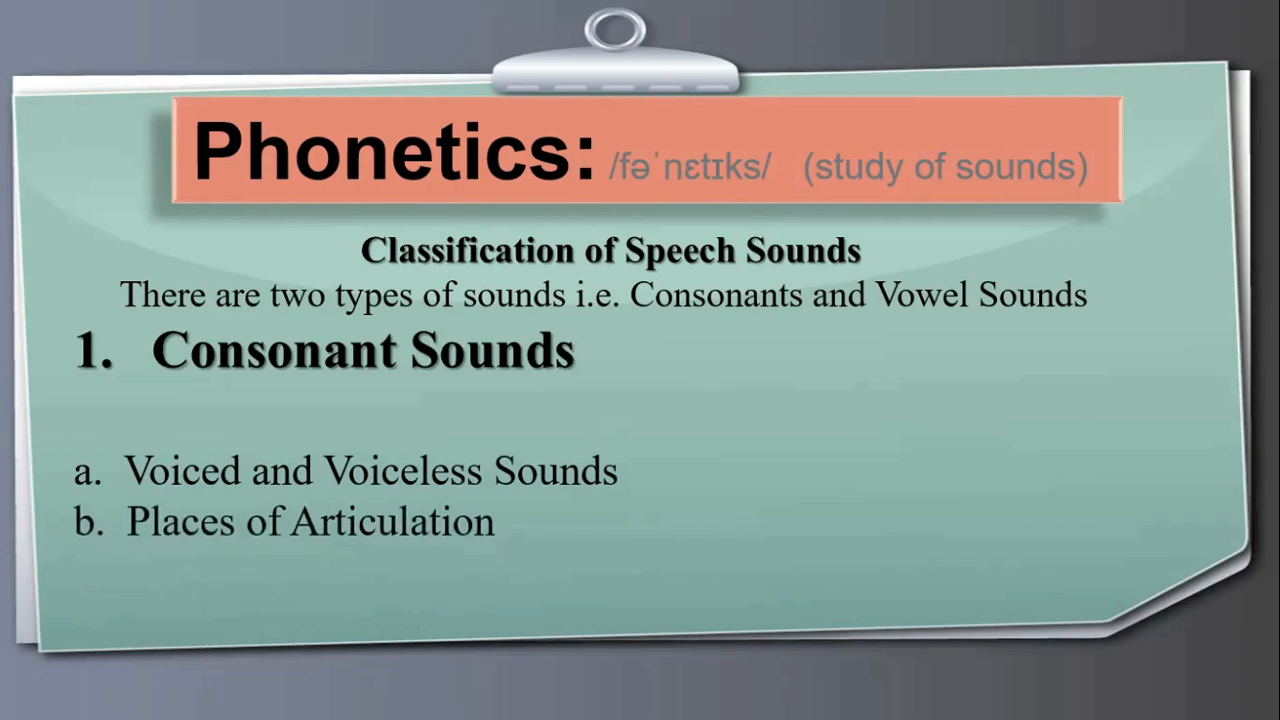 Phonetics: /fəˈnɛtɪks/ (study of sounds)
Classification of Speech Sounds
There are two types of sounds i.e. Consonants and Vowel Sounds
1. Consonant Sounds
a. Voiced and Voiceless Sounds
b. Places of Articulation